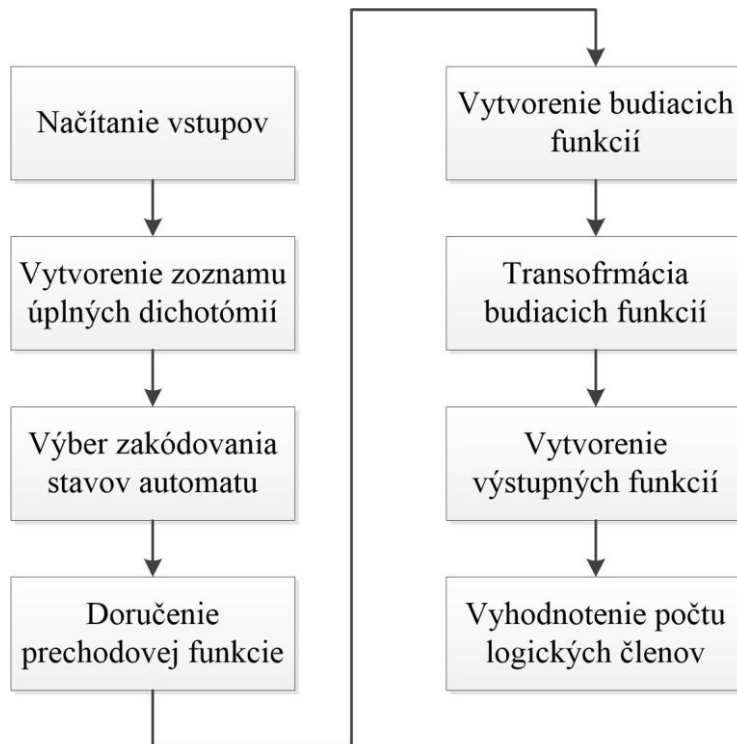 Načítanie vstupov
Vytvorenie zoznamu
úplných dichotómií
Výber zakódovania
stavov automatu
Doručenie
prechodovej funkcie
Vytvorenie budiacich
funkcií
Transofrmácia
budiacich funkcií
Vytvorenie
výstupných funkcií
Vyhodnotenie počtu
logických členov